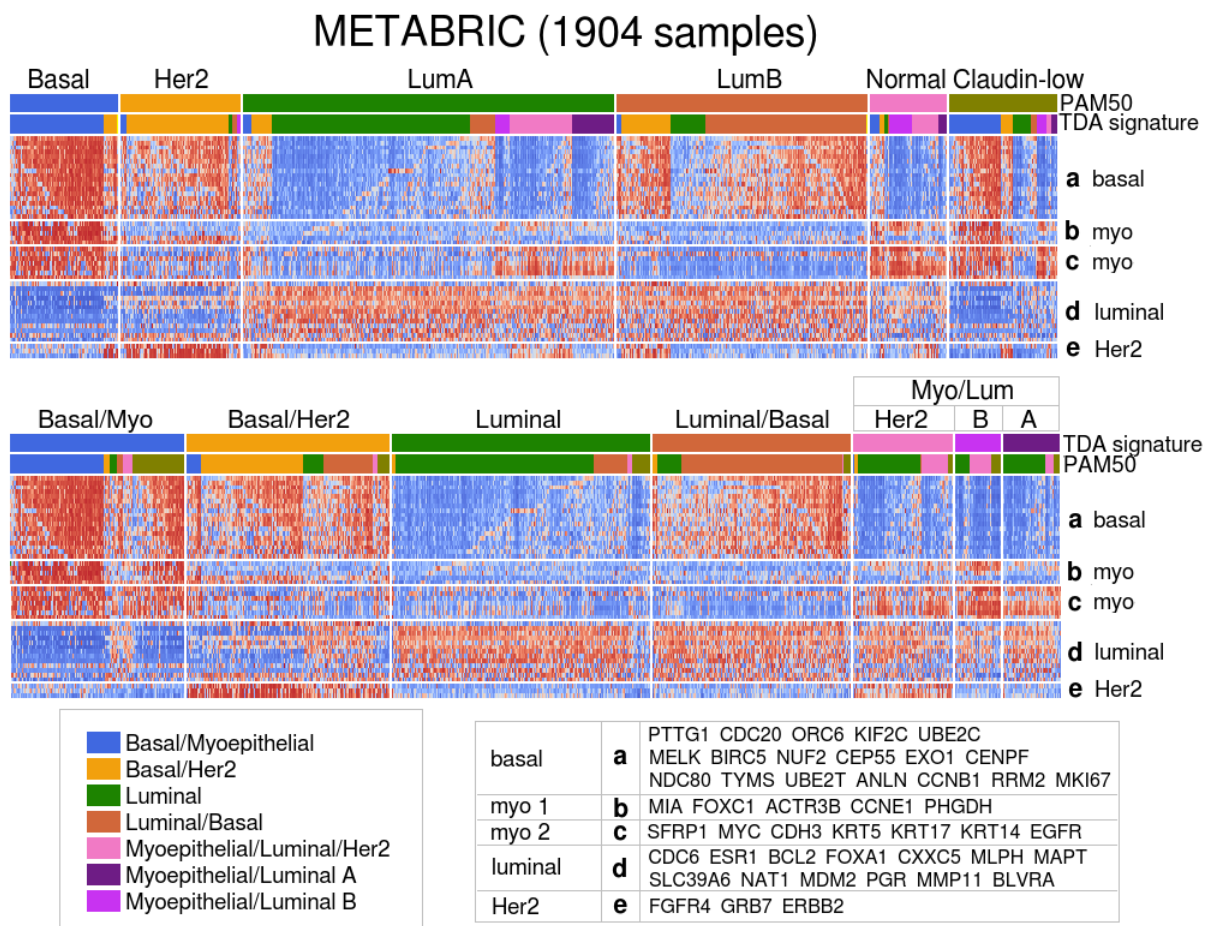 METABRIC (1904 samples)
Basal Her2 LumA LumB Normal Claudin-low
PAM50
TDA signature
a basal
b myo
c myo
d luminal
e Her2
Myo/Lum
Basal/Myo Basal/Her2 Luminal Luminal/Basal Her2 B A
TDA signature
PAM50
a basal
b myo
c myo
d luminal
e Her2
Basal/Myoepithelial
Basal/Her2
Luminal
Luminal/Basal
Myoepithelial/Luminal/Her2
Myoepithelial/Luminal A
Myoepithelial/Luminal B
basal a PTTG1 CDC20 ORC6 KIF2C UBE2C
MELK BIRC5 NUF2 CEP55 EXO1 CENPF
NDC80 TYMS UBE2T ANLN CCNB1 RRM2 MKI67
myo 1 b MIA FOXC1 ACTR3B CCNE1 PHGDH
myo 2 c SFRP1 MYC CDH3 KRT5 KRT17 KRT14 EGFR
luminal d CDC6 ESR1 BCL2 FOXA1 CXXC5 MLPH MAPT
SLC39A6 NAT1 MDM2 PGR MMP11 BLVRA
Her2 e FGFR4 GRB7 ERBB2